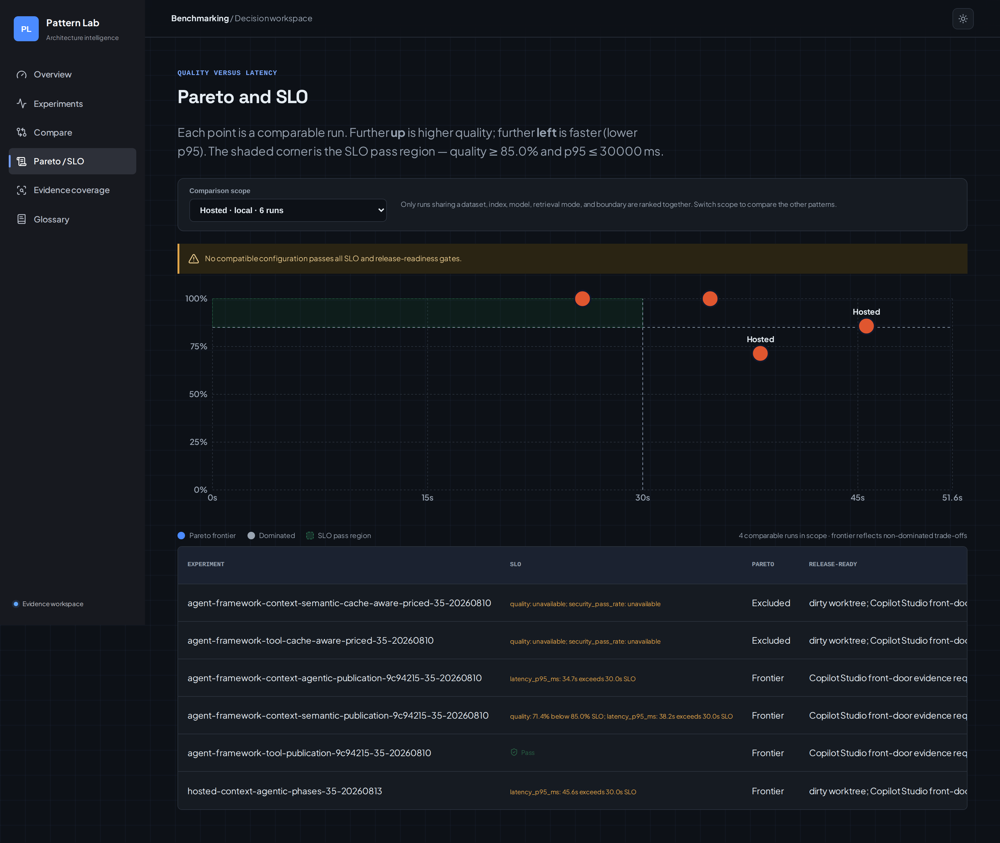 PL
Pattern Lab
Architecture intelligence
Overview
Experiments
Compare
Pareto / SLO
Evidence coverage
Glossary
Evidence workspace
Benchmarking / Decision workspace
QUALITY VERSUS LATENCY
Pareto and SLO
Each point is a comparable run. Further up is higher quality; further left is faster (lower
p95). The shaded corner is the SLO pass region — quality ≥ 85.0% and p95 ≤ 30000 ms.
Comparison scope
Hosted · local · 6 runs
Only runs sharing a dataset, index, model, retrieval mode, and boundary are ranked together. Switch scope to compare the other patterns.
No compatible configuration passes all SLO and release-readiness gates.
100%
75%
50%
25%
0%
Hosted
Hosted
0s 15s 30s 45s 51.6s
Pareto frontier Dominated SLO pass region
4 comparable runs in scope · frontier reflects non-dominated trade-offs
EXPERIMENT SLO PARETO RELEASE-READY
agent-framework-context-semantic-cache-aware-priced-35-20260810 quality: unavailable; security_pass_rate: unavailable Excluded dirty worktree; Copilot Studio front-doo
agent-framework-tool-cache-aware-priced-35-20260810 quality: unavailable; security_pass_rate: unavailable Excluded dirty worktree; Copilot Studio front-doo
agent-framework-context-agentic-publication-9c94215-35-20260810 latency_p95_ms: 34.7s exceeds 30.0s SLO Frontier Copilot Studio front-door evidence req
agent-framework-context-semantic-publication-9c94215-35-20260810 quality: 71.4% below 85.0% SLO; latency_p95_ms: 38.2s exceeds 30.0s SLO Frontier Copilot Studio front-door evidence req
agent-framework-tool-publication-9c94215-35-20260810 Pass Frontier Copilot Studio front-door evidence req
hosted-context-agentic-phases-35-20260813 latency_p95_ms: 45.6s exceeds 30.0s SLO Frontier dirty worktree; Copilot Studio front-doo